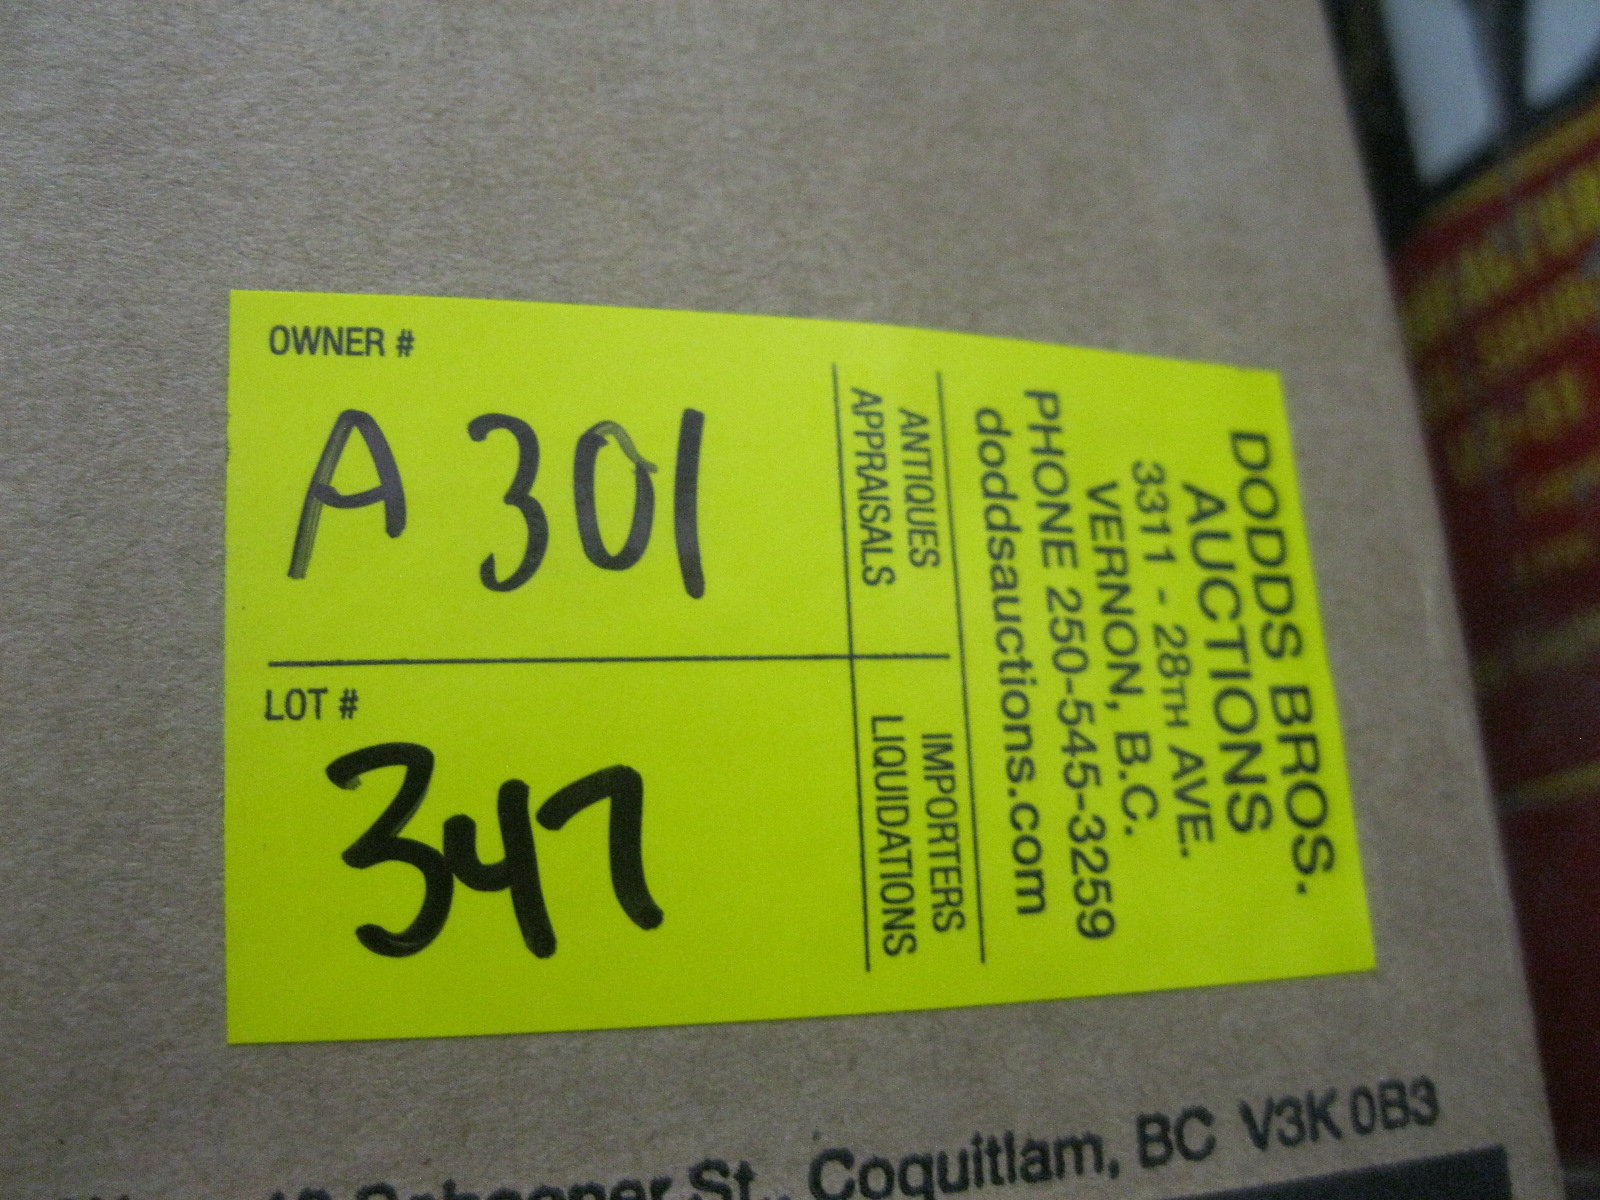 OWNER #
A 301
LOT #
347
ANTIQUES
APPRAISALS
IMPORTERS
LIQUIDATIONS
DODDS BROS.
AUCTIONS
3311 - 28TH AVE.
VERNON, B.C.
PHONE 250-545-3259
doddsauctions.com
St., Coquitlam, BC V3K 0B3